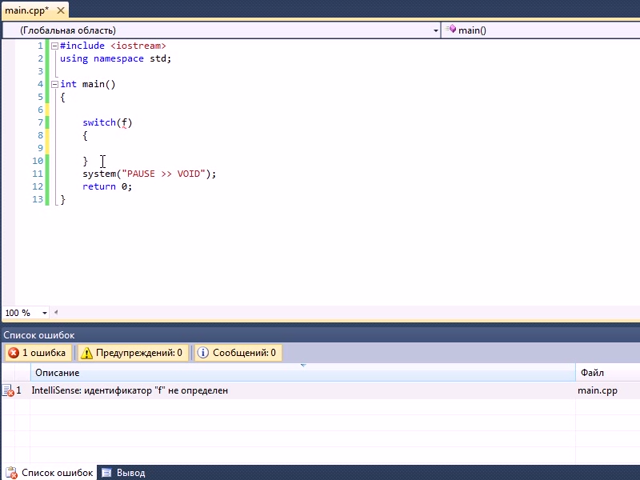 main.cpp*
(Глобальная область) main()
1 #include <iostream>
2 using namespace std;
3
4 int main()
5 {
6
7 switch(f)
8 {
9
10 }
11 system("PAUSE >> VOID");
12 return 0;
13 }
100 %
Список ошибок
1 ошибка Предупреждений: 0 Сообщений: 0
Описание Файл
1 IntelliSense: идентификатор "f" не определен main.cpp
Список ошибок Вывод